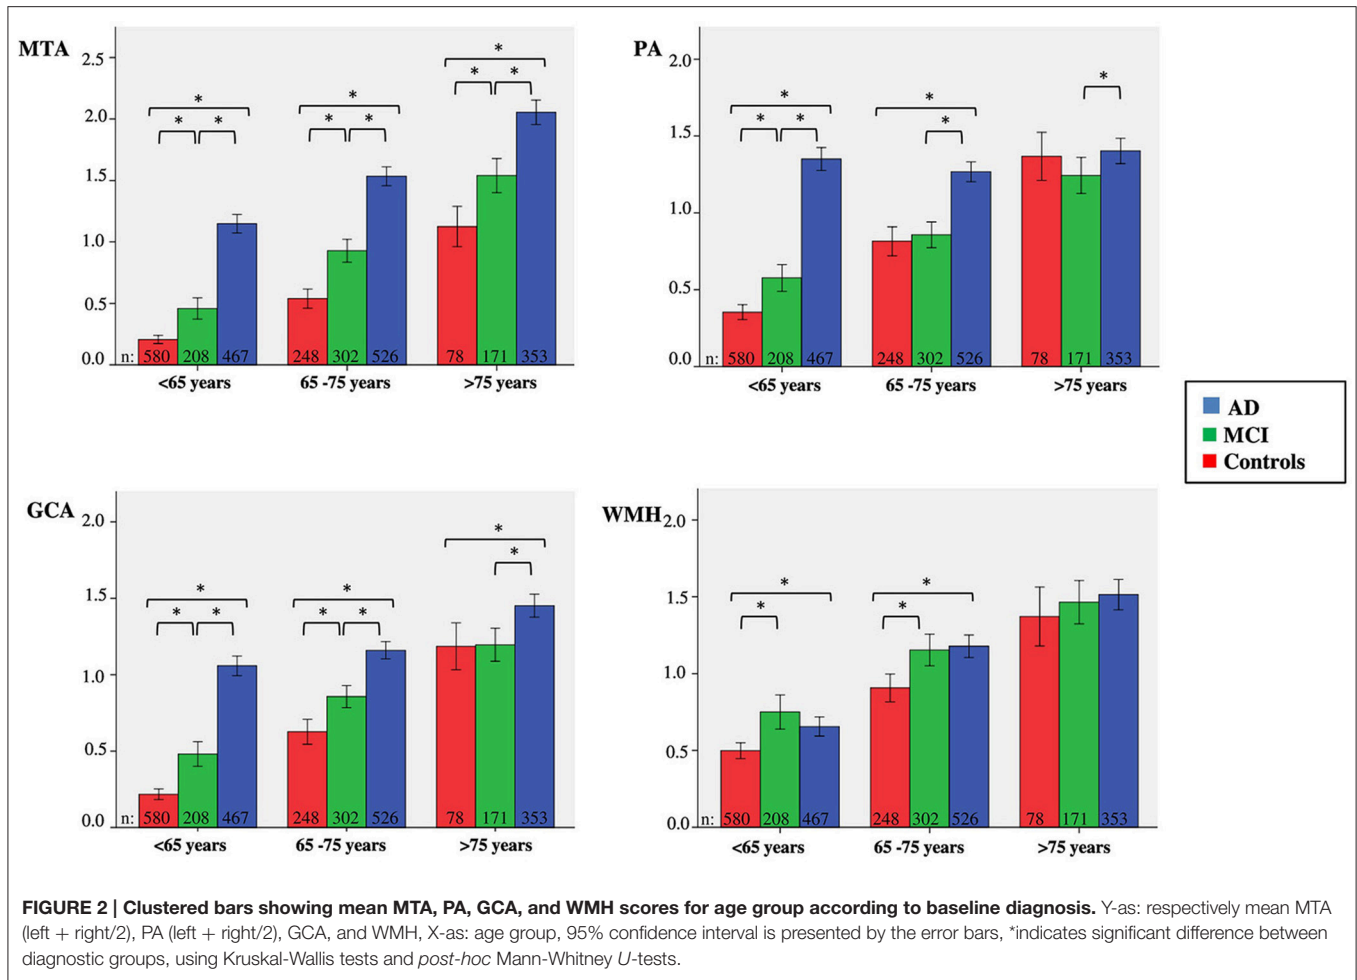 MTA
2.5
2.0
1.5
1.0
0.5
0.0
* * *
* * *
* * *
n: 580 208 467 248 302 526 78 171 353
<65 years 65 -75 years >75 years
PA
2.0
1.5
1.0
0.5
0.0
* * *
* *
*
n: 580 208 467 248 302 526 78 171 353
<65 years 65 -75 years >75 years
AD
MCI
Controls
GCA
2.0
1.5
1.0
0.5
0.0
* * *
* * *
* *
n: 580 208 467 248 302 526 78 171 353
<65 years 65 -75 years >75 years
WMH
2.0
1.5
1.0
0.5
0.0
* *
* *
n: 580 208 467 248 302 526 78 171 353
<65 years 65 -75 years >75 years
FIGURE 2 | Clustered bars showing mean MTA, PA, GCA, and WMH scores for age group according to baseline diagnosis. Y-as: respectively mean MTA
(left + right/2), PA (left + right/2), GCA, and WMH, X-as: age group, 95% confidence interval is presented by the error bars, *indicates significant difference between
diagnostic groups, using Kruskal-Wallis tests and post-hoc Mann-Whitney U-tests.